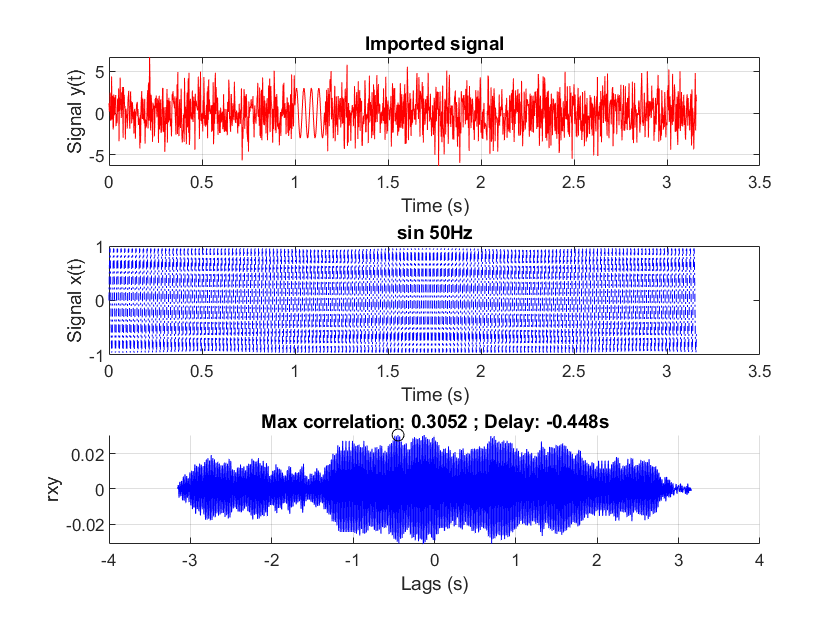 Imported signal
Signal y(t)
5
0
-5
0 0.5 1 1.5 2 2.5 3 3.5
Time (s)
sin 50Hz
Signal x(t)
1
0
-1
0 0.5 1 1.5 2 2.5 3 3.5
Time (s)
Max correlation: 0.3052 ; Delay: -0.448s
rxy
0.02
0
-0.02
-4 -3 -2 -1 0 1 2 3 4
Lags (s)